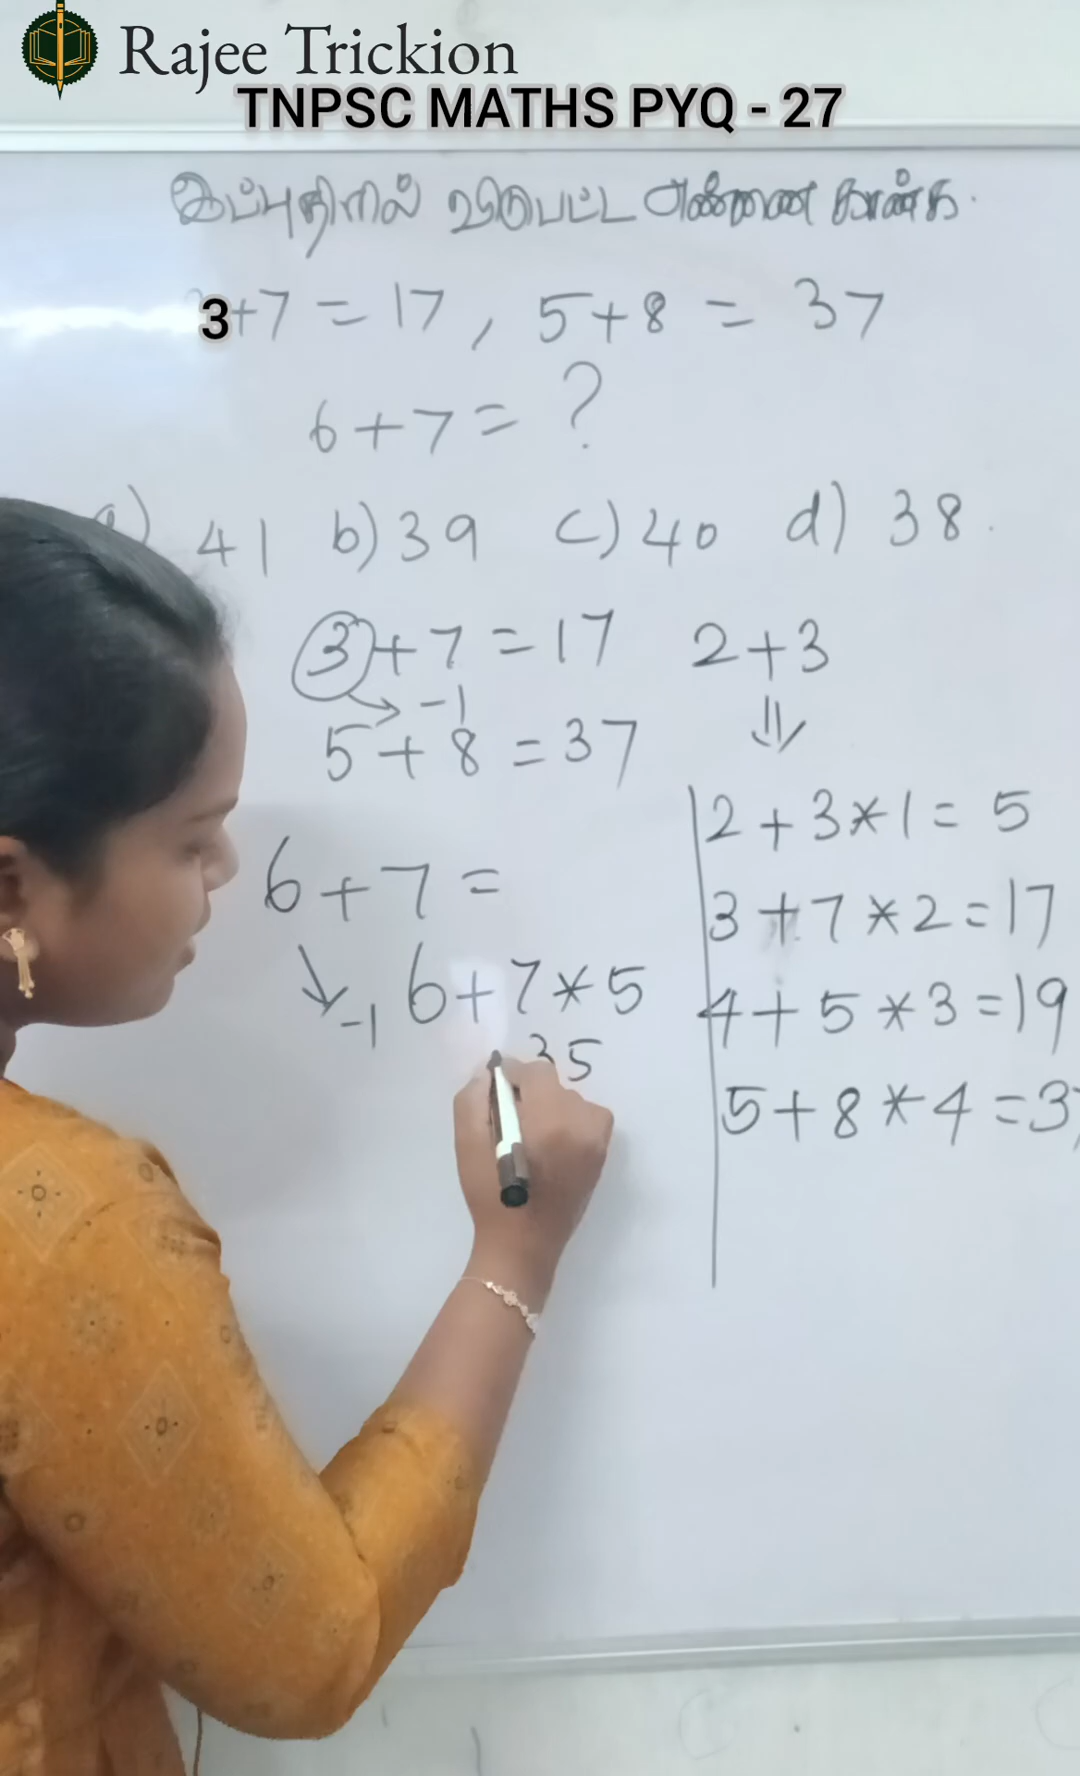 Rajee Trickion
TNPSC MATHS PYQ - 27
இப்புதிரில் விடுபட்ட எண்ணை காண்க.
3+7 = 17, 5+8 = 37
6+7 = ?
a) 41 b) 39 c) 40 d) 38.
3+7 = 17
→ -1
5+8 = 37
6+7 =
-1 6+7*5
35
2+3
⇓
2+3*1 = 5
3+7*2 = 17
4+5*3 = 19
5+8*4 = 37